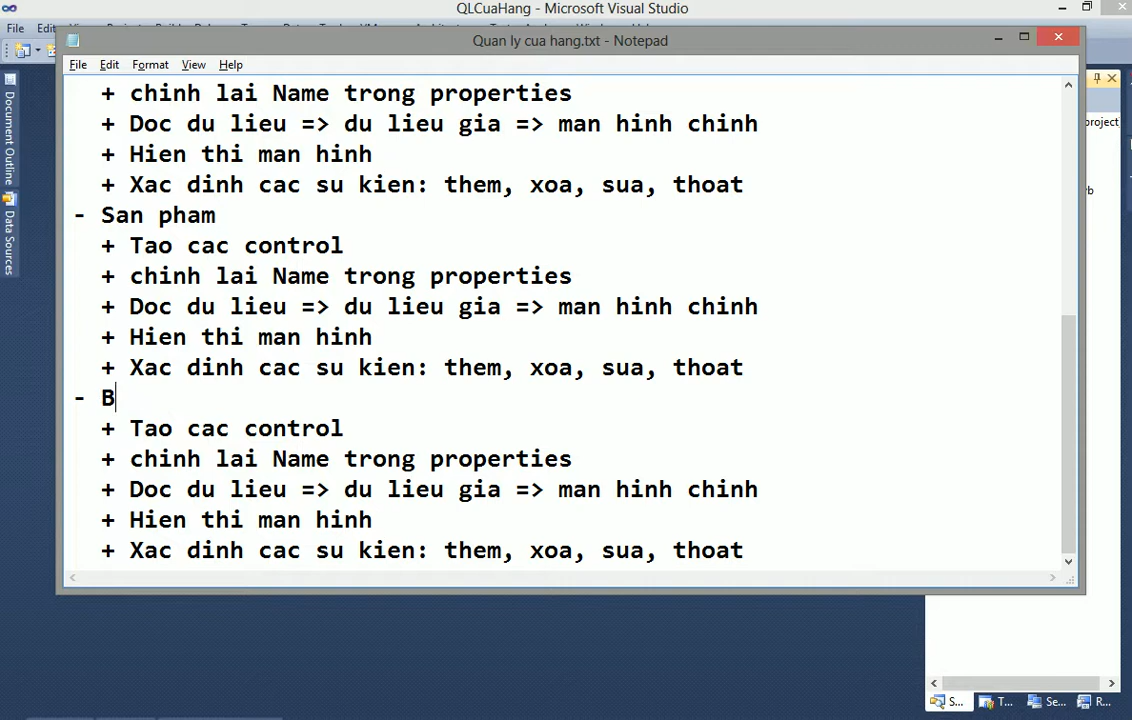 QLCuaHang - Microsoft Visual Studio
File Edit
Quan ly cua hang.txt - Notepad
File Edit Format View Help
+ chinh lai Name trong properties
+ Doc du lieu => du lieu gia => man hinh chinh
+ Hien thi man hinh
+ Xac dinh cac su kien: them, xoa, sua, thoat
- San pham
+ Tao cac control
+ chinh lai Name trong properties
+ Doc du lieu => du lieu gia => man hinh chinh
+ Hien thi man hinh
+ Xac dinh cac su kien: them, xoa, sua, thoat
- B
+ Tao cac control
+ chinh lai Name trong properties
+ Doc du lieu => du lieu gia => man hinh chinh
+ Hien thi man hinh
+ Xac dinh cac su kien: them, xoa, sua, thoat
Document Outline
Data Sources
project
S... T... Se... R...